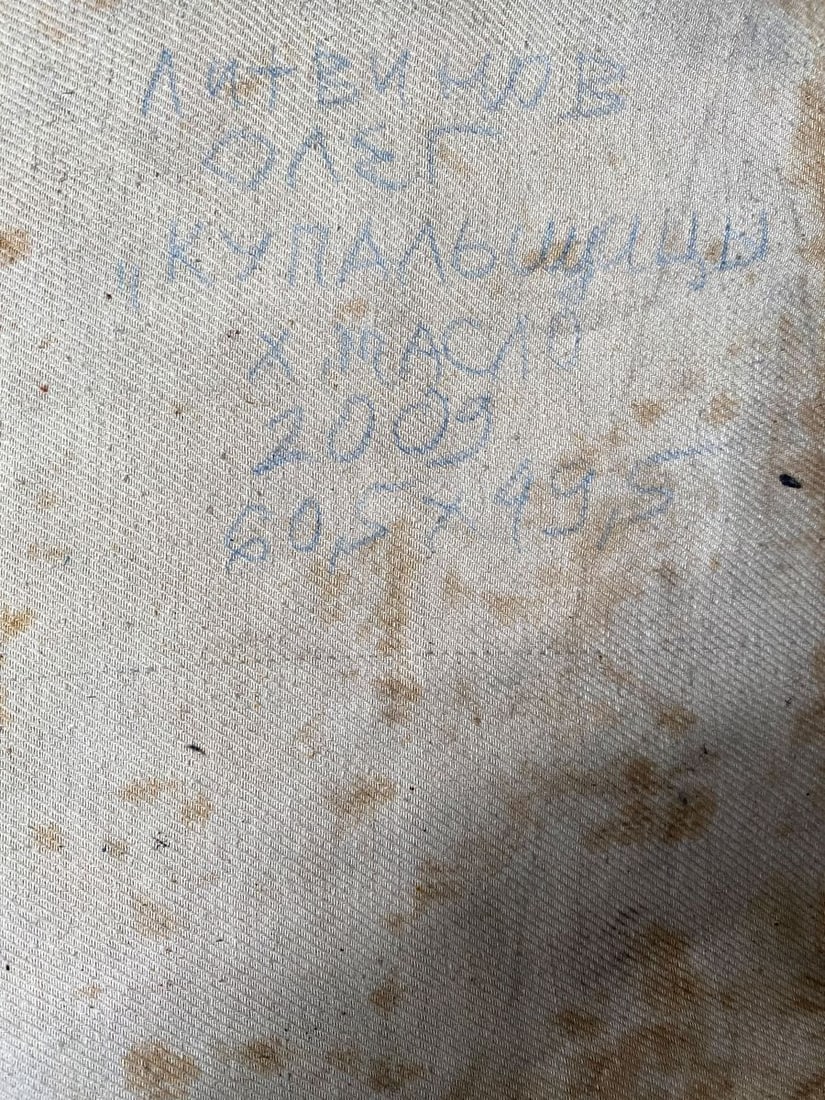 ЛИТВИНОВ
ОЛЕГ
„КУПАЛЬЩИЦЫ
Х. МАСЛО
2009
60,5 х 49,5